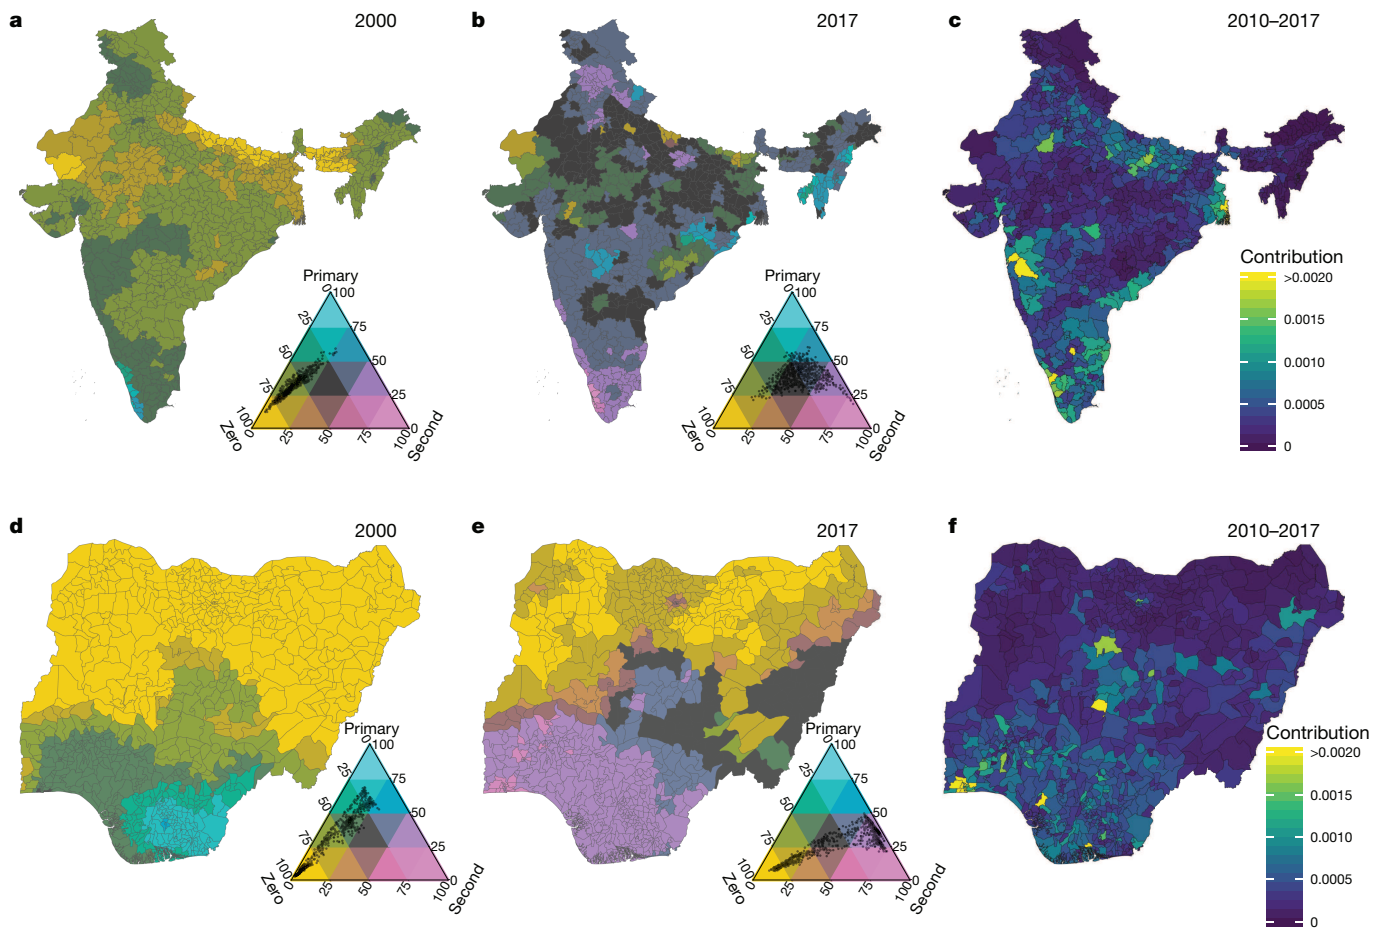 a 2000
b 2017
c 2010–2017
Contribution
>0.0020
0.0015
0.0010
0.0005
0
Primary
0 100
25 75
50 50
75 25
100 0
0 25 50 75 100
Zero Second
Primary
0 100
25 75
50 50
75 25
100 0
0 25 50 75 100
Zero Second
d 2000
e 2017
f 2010–2017
Contribution
>0.0020
0.0015
0.0010
0.0005
0
Primary
0 100
25 75
50 50
75 25
100 0
0 25 50 75 100
Zero Second
Primary
0 100
25 75
50 50
75 25
100 0
0 25 50 75 100
Zero Second